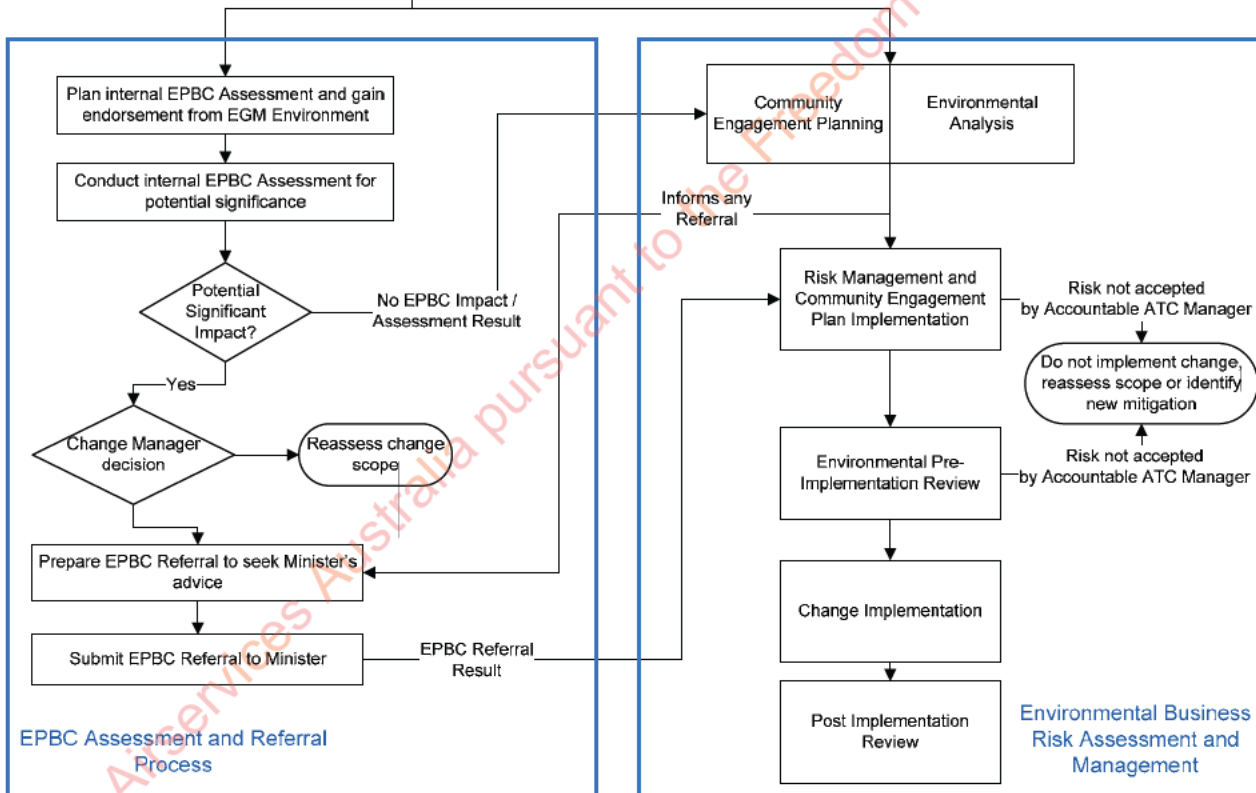 Plan internal EPBC Assessment and gain
endorsement from EGM Environment
Conduct internal EPBC Assessment for
potential significance
Potential
Significant
Impact?
No EPBC Impact /
Assessment Result
Yes
Change Manager
decision
Reassess change
scope
Prepare EPBC Referral to seek Minister's
advice
Submit EPBC Referral to Minister
EPBC Referral
Result
EPBC Assessment and Referral
Process
Community
Engagement Planning
Environmental
Analysis
Informs any
Referral
Risk Management and
Community Engagement
Plan Implementation
Risk not accepted
by Accountable ATC Manager
Do not implement change,
reassess scope or identify
new mitigation
Risk not accepted
by Accountable ATC Manager
Environmental Pre-
Implementation Review
Change Implementation
Post Implementation
Review
Environmental Business
Risk Assessment and
Management
Airservices Australia pursuant to the Freedom